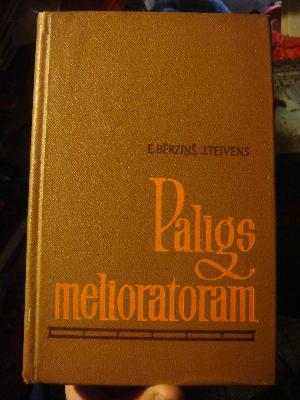 E. BĒRZIŅŠ, J. TEIVENS
Palīgs
melioratoram